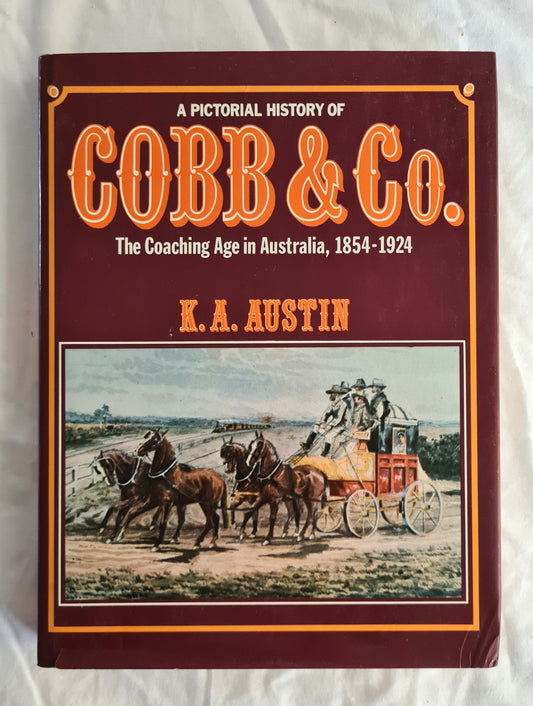 A PICTORIAL HISTORY OF
COBB & CO.
The Coaching Age in Australia, 1854-1924
K. A. AUSTIN